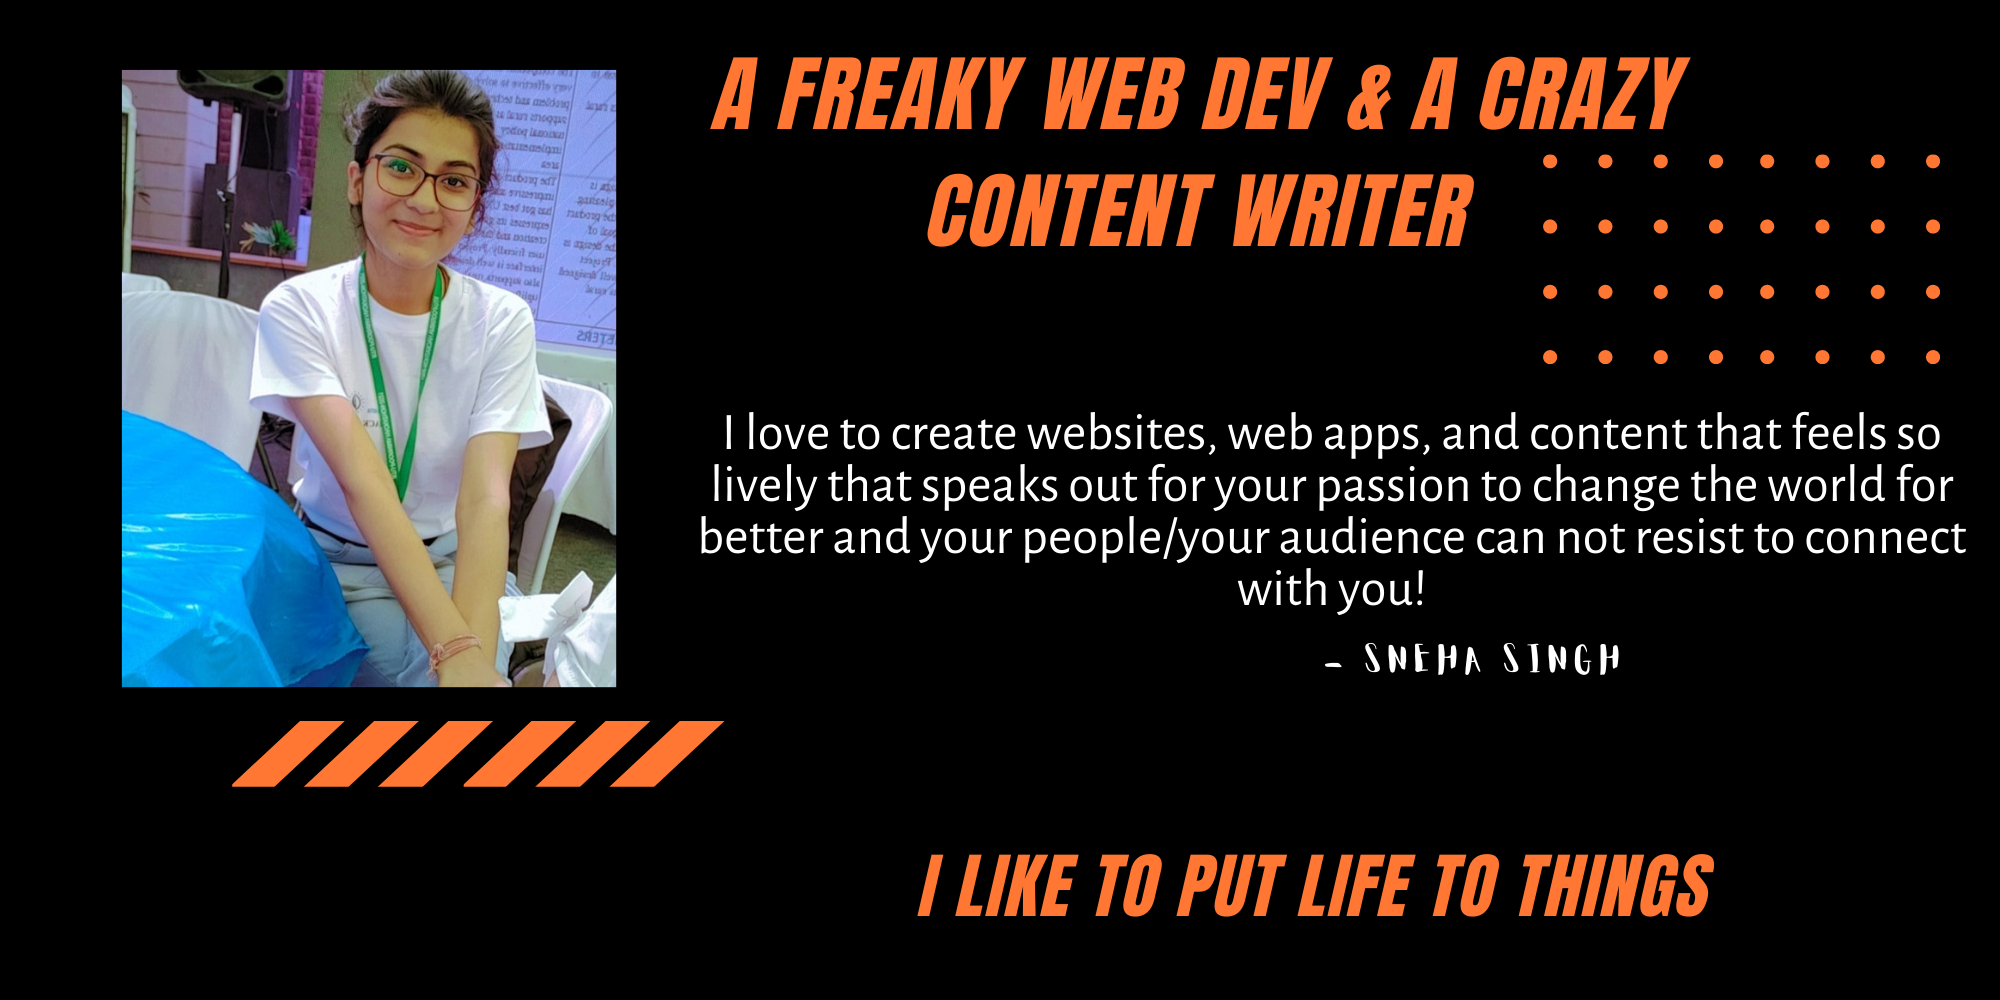 A FREAKY WEB DEV & A CRAZY
CONTENT WRITER
I love to create websites, web apps, and content that feels so
lively that speaks out for your passion to change the world for
better and your people/your audience can not resist to connect
with you!
- SNEHA SINGH
I LIKE TO PUT LIFE TO THINGS